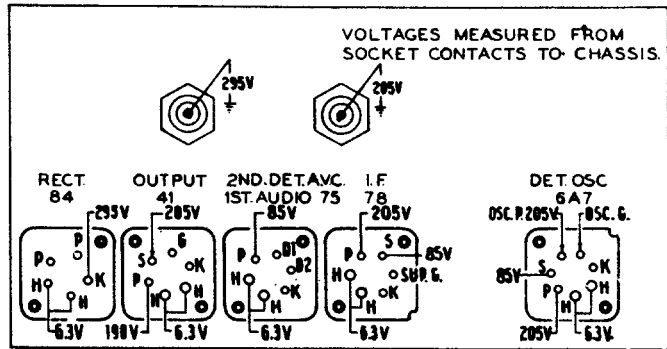 VOLTAGES MEASURED FROM
SOCKET CONTACTS TO CHASSIS.
295V
205V
RECT. OUTPUT 2ND.DET.A.V.C. I.F. DET. OSC
84 41 1ST.AUDIO 75 78 6A7
295V 205V 85V 205V OSC.P. 205V OSC.G.
P P K H H
S G K P H H
P D1 D2 K H H
P S 85V SUP.G. K H H
85V S K P H H
6.3V 190V 6.3V 6.3V 6.3V 205V 6.3V